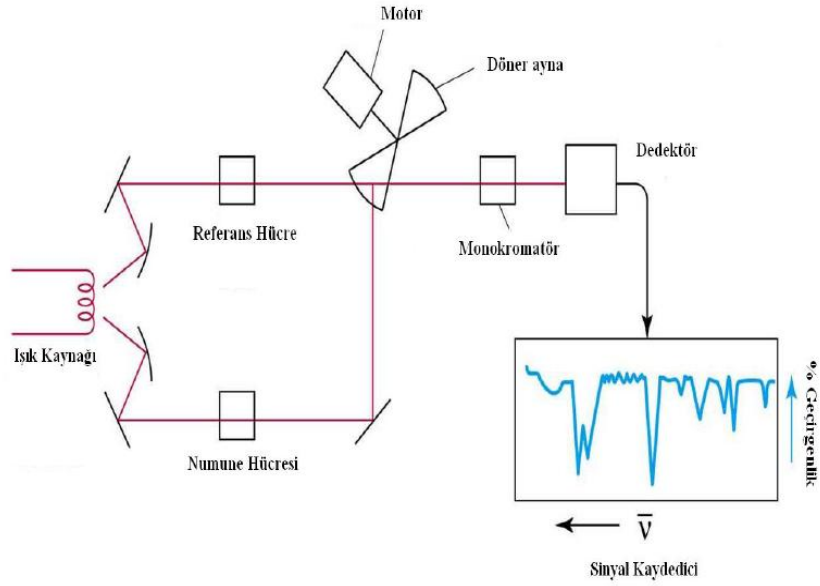 Motor
Döner ayna
Dedektör
Referans Hücre
Monokromatör
Işık Kaynağı
Numune Hücresi
% Geçirgenlik
ν̅
Sinyal Kaydedici